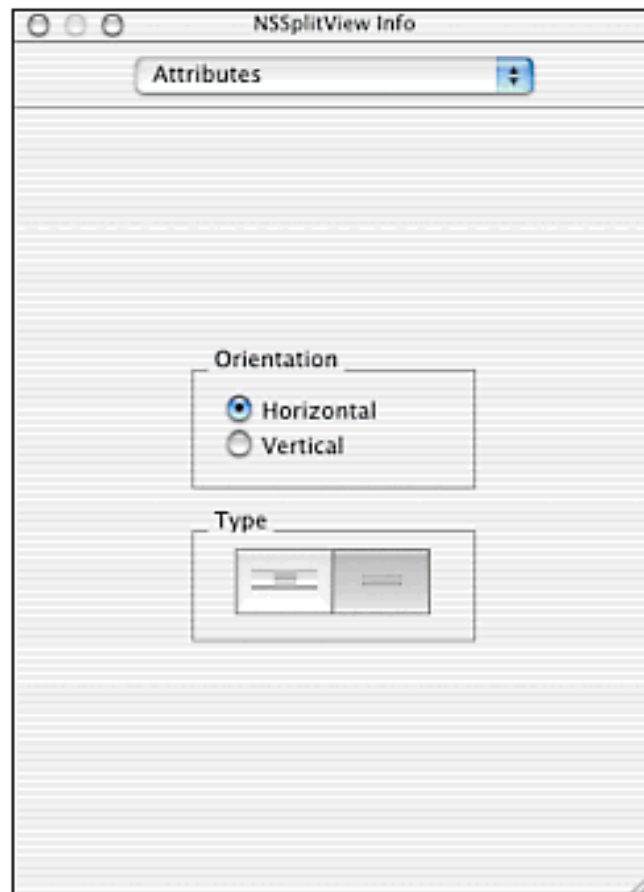 NSSplitView Info
Attributes
Orientation
Horizontal
Vertical
Type